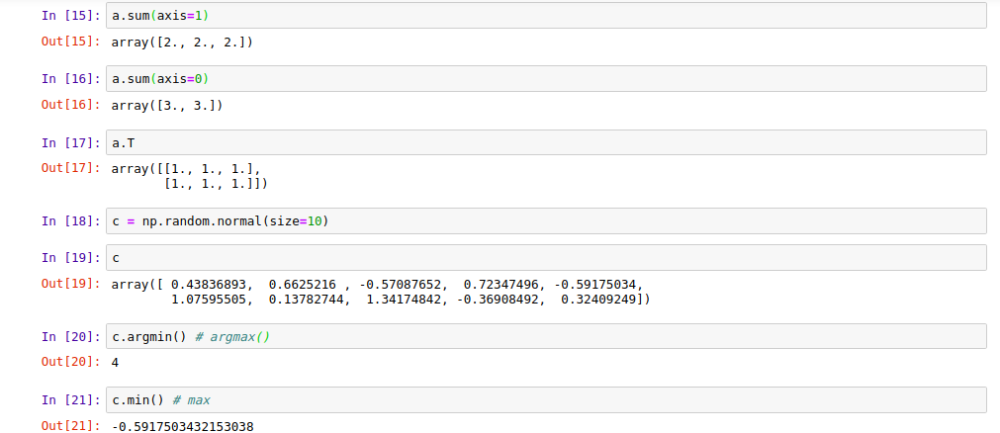 In [15]: a.sum(axis=1)
Out[15]: array([2., 2., 2.])
In [16]: a.sum(axis=0)
Out[16]: array([3., 3.])
In [17]: a.T
Out[17]: array([[1., 1., 1.],
       [1., 1., 1.]])
In [18]: c = np.random.normal(size=10)
In [19]: c
Out[19]: array([ 0.43836893,  0.6625216 , -0.57087652,  0.72347496, -0.59175034,
        1.07595505,  0.13782744,  1.34174842, -0.36908492,  0.32409249])
In [20]: c.argmin() # argmax()
Out[20]: 4
In [21]: c.min() # max
Out[21]: -0.5917503432153038